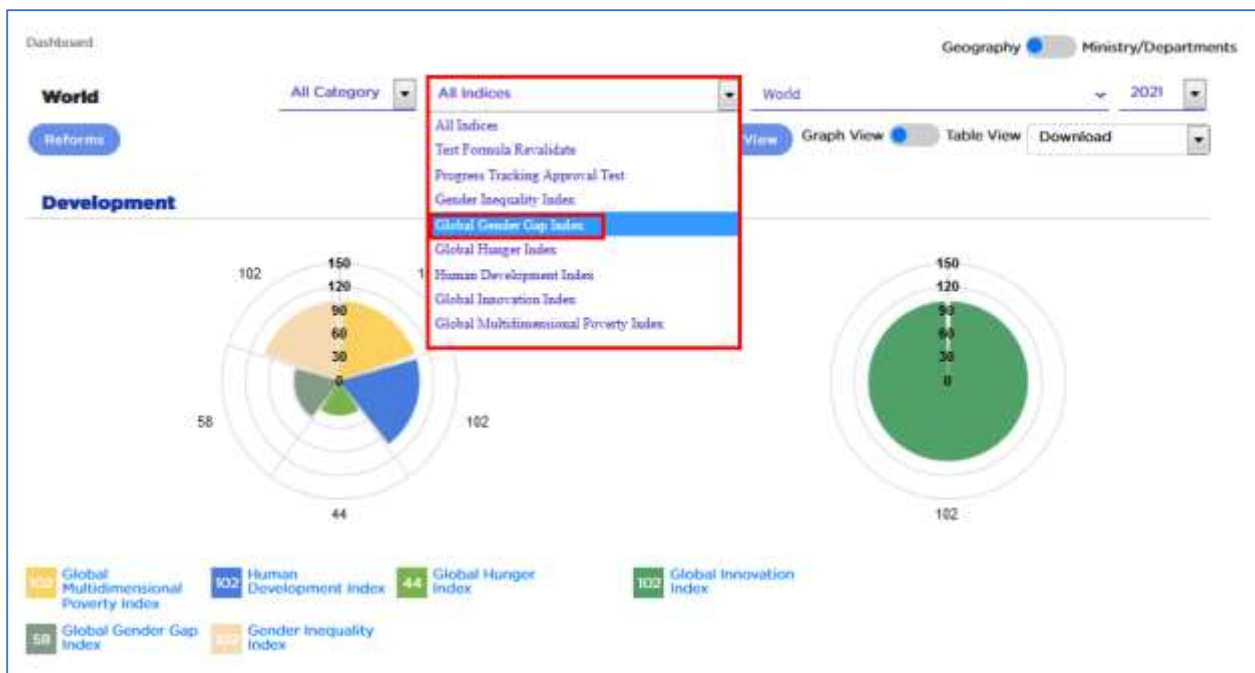 Dashboard
Geography Ministry/Departments
World All Category All Indices World 2021
Reforms View Graph View Table View Download
All Indices
Test Formula Revalidate
Progress Tracking Approval Test
Gender Inequality Index
Global Gender Gap Index
Global Hunger Index
Human Development Index
Global Innovation Index
Global Multidimensional Poverty Index
Development
102
150
120
90
60
30
0
58
102
44
150
120
90
60
30
0
102
102 Global Multidimensional Poverty Index
102 Human Development Index
44 Global Hunger Index
102 Global Innovation Index
58 Global Gender Gap Index
102 Gender Inequality Index